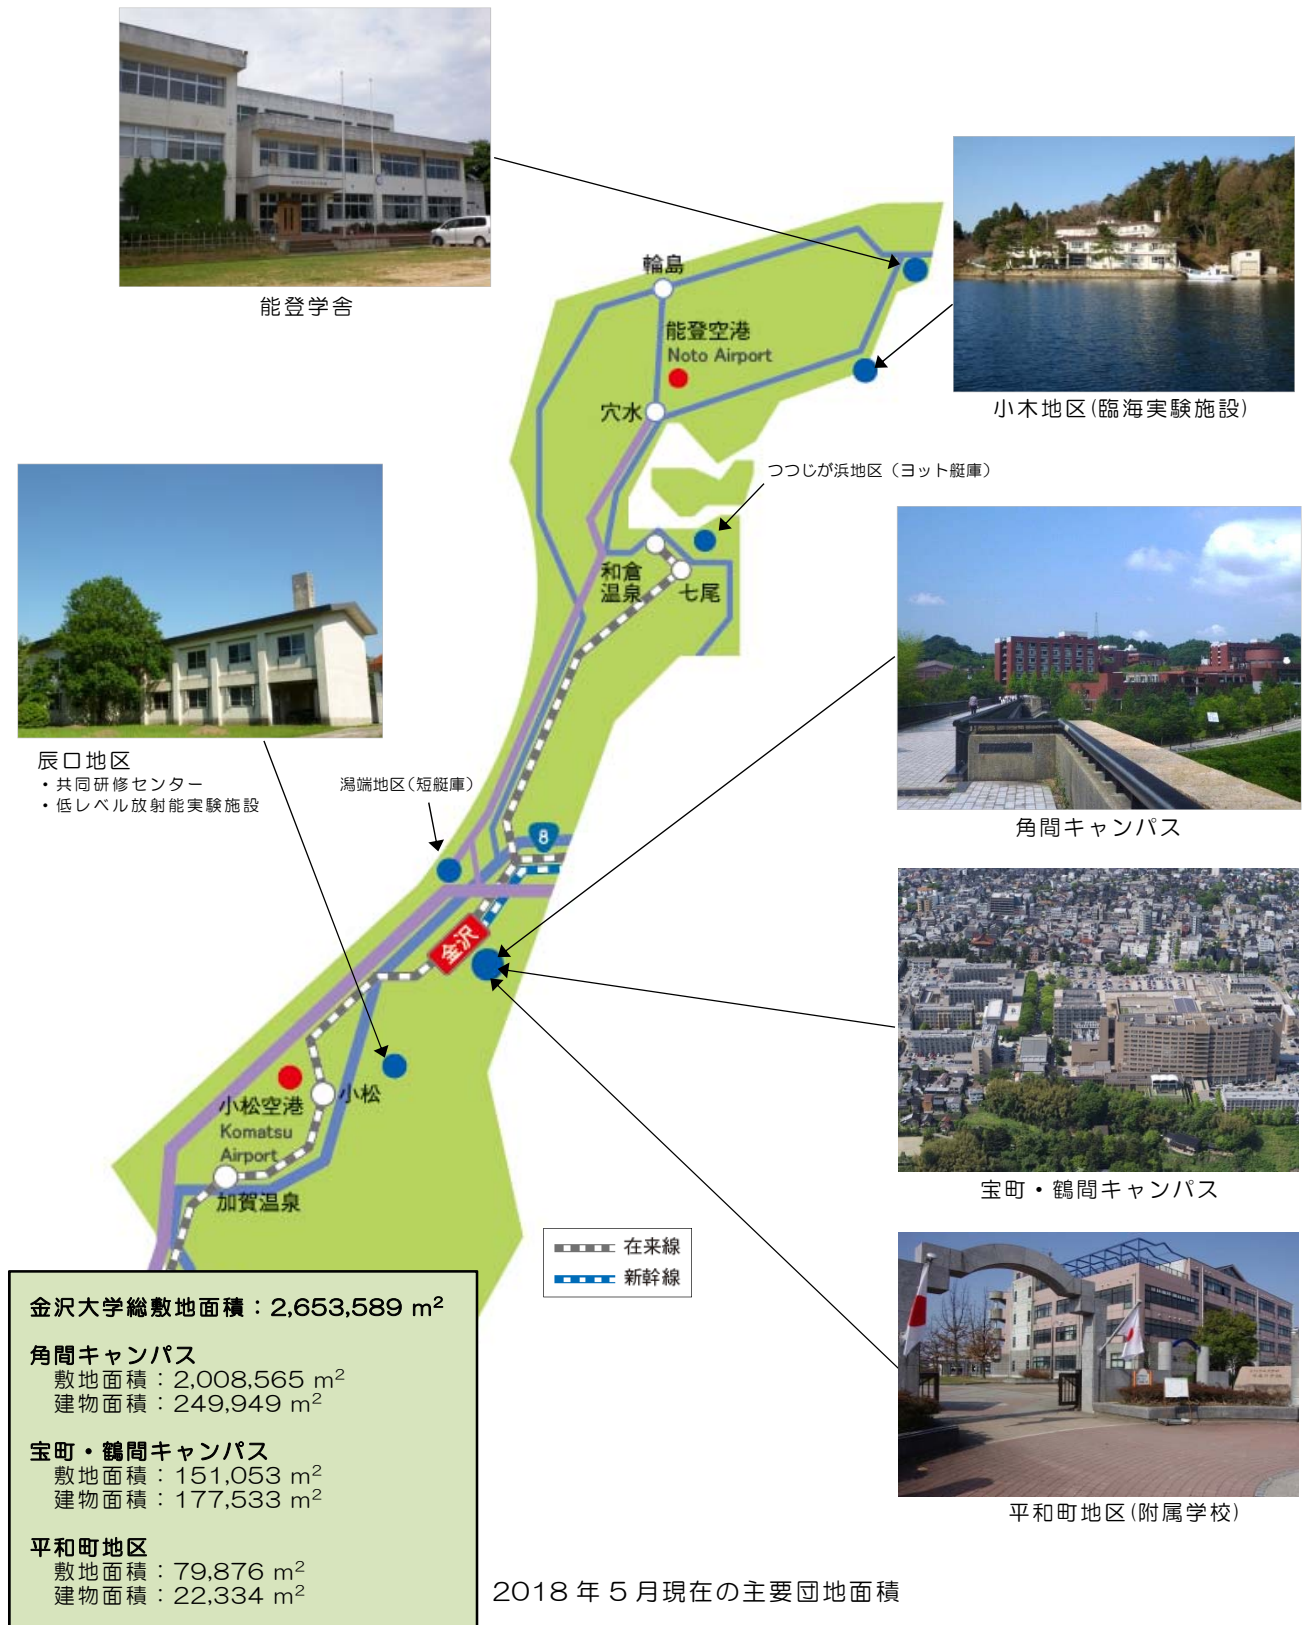 能登学舎
小木地区(臨海実験施設)
輪島
能登空港
Noto Airport
穴水
つつじが浜地区（ヨット艇庫）
和倉
温泉
七尾
辰口地区
・共同研修センター
・低レベル放射能実験施設
潟端地区(短艇庫)
8
角間キャンパス
金沢
宝町・鶴間キャンパス
小松空港
Komatsu
Airport
小松
加賀温泉
在来線
新幹線
平和町地区(附属学校)
金沢大学総敷地面積：2,653,589 m²
角間キャンパス
敷地面積：2,008,565 m²
建物面積：249,949 m²
宝町・鶴間キャンパス
敷地面積：151,053 m²
建物面積：177,533 m²
平和町地区
敷地面積：79,876 m²
建物面積：22,334 m²
2018 年 5 月現在の主要団地面積